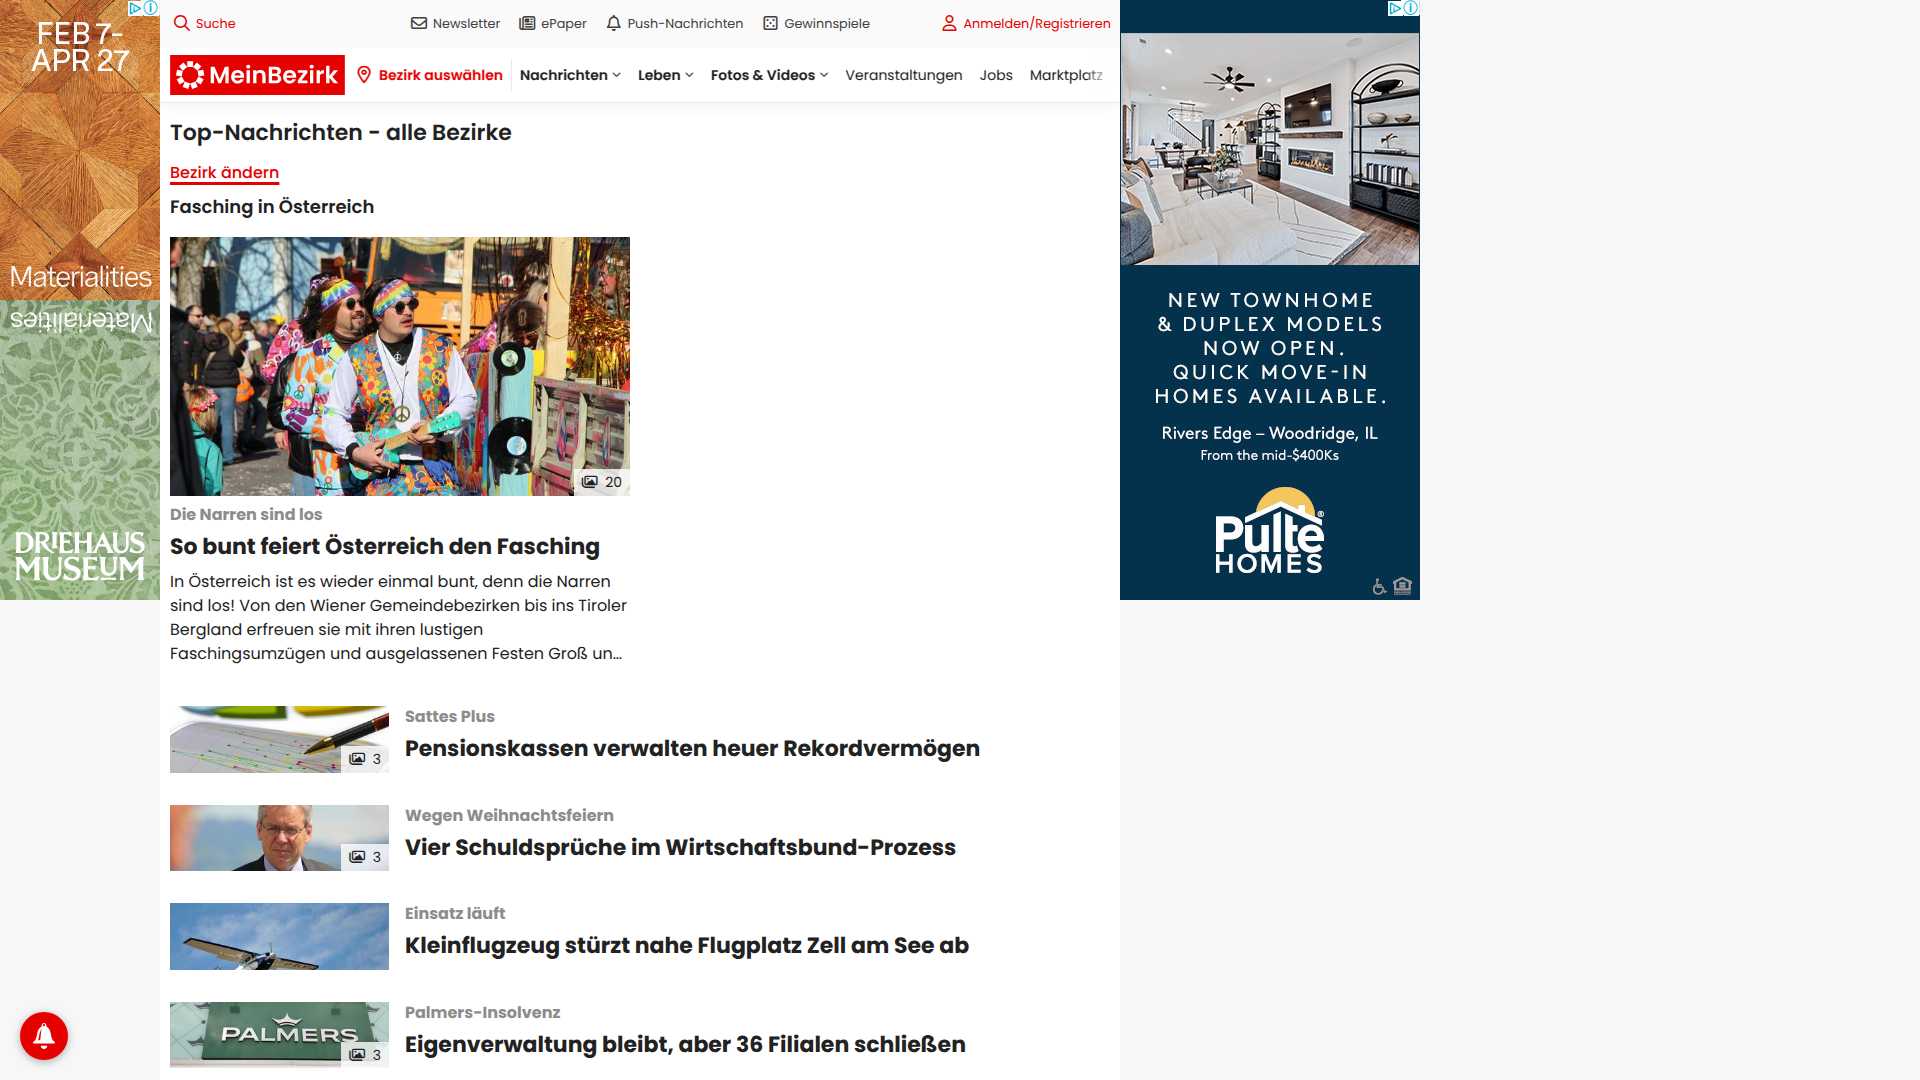 FEB 7–
APR 27
Materialities
Materialities
DRIEHAUS
MUSEUM
Suche
Newsletter
ePaper
Push-Nachrichten
Gewinnspiele
Anmelden/Registrieren
MeinBezirk
Bezirk auswählen
Nachrichten
Leben
Fotos & Videos
Veranstaltungen
Jobs
Marktplatz
Top-Nachrichten - alle Bezirke
Bezirk ändern
Fasching in Österreich
20
Die Narren sind los
So bunt feiert Österreich den Fasching
In Österreich ist es wieder einmal bunt, denn die Narren
sind los! Von den Wiener Gemeindebezirken bis ins Tiroler
Bergland erfreuen sie mit ihren lustigen
Faschingsumzügen und ausgelassenen Festen Groß un...
3
Sattes Plus
Pensionskassen verwalten heuer Rekordvermögen
3
Wegen Weihnachtsfeiern
Vier Schuldsprüche im Wirtschaftsbund-Prozess
Einsatz läuft
Kleinflugzeug stürzt nahe Flugplatz Zell am See ab
PALMERS
3
Palmers-Insolvenz
Eigenverwaltung bleibt, aber 36 Filialen schließen
NEW TOWNHOME
& DUPLEX MODELS
NOW OPEN.
QUICK MOVE-IN
HOMES AVAILABLE.
Rivers Edge – Woodridge, IL
From the mid-$400Ks
Pulte®
HOMES